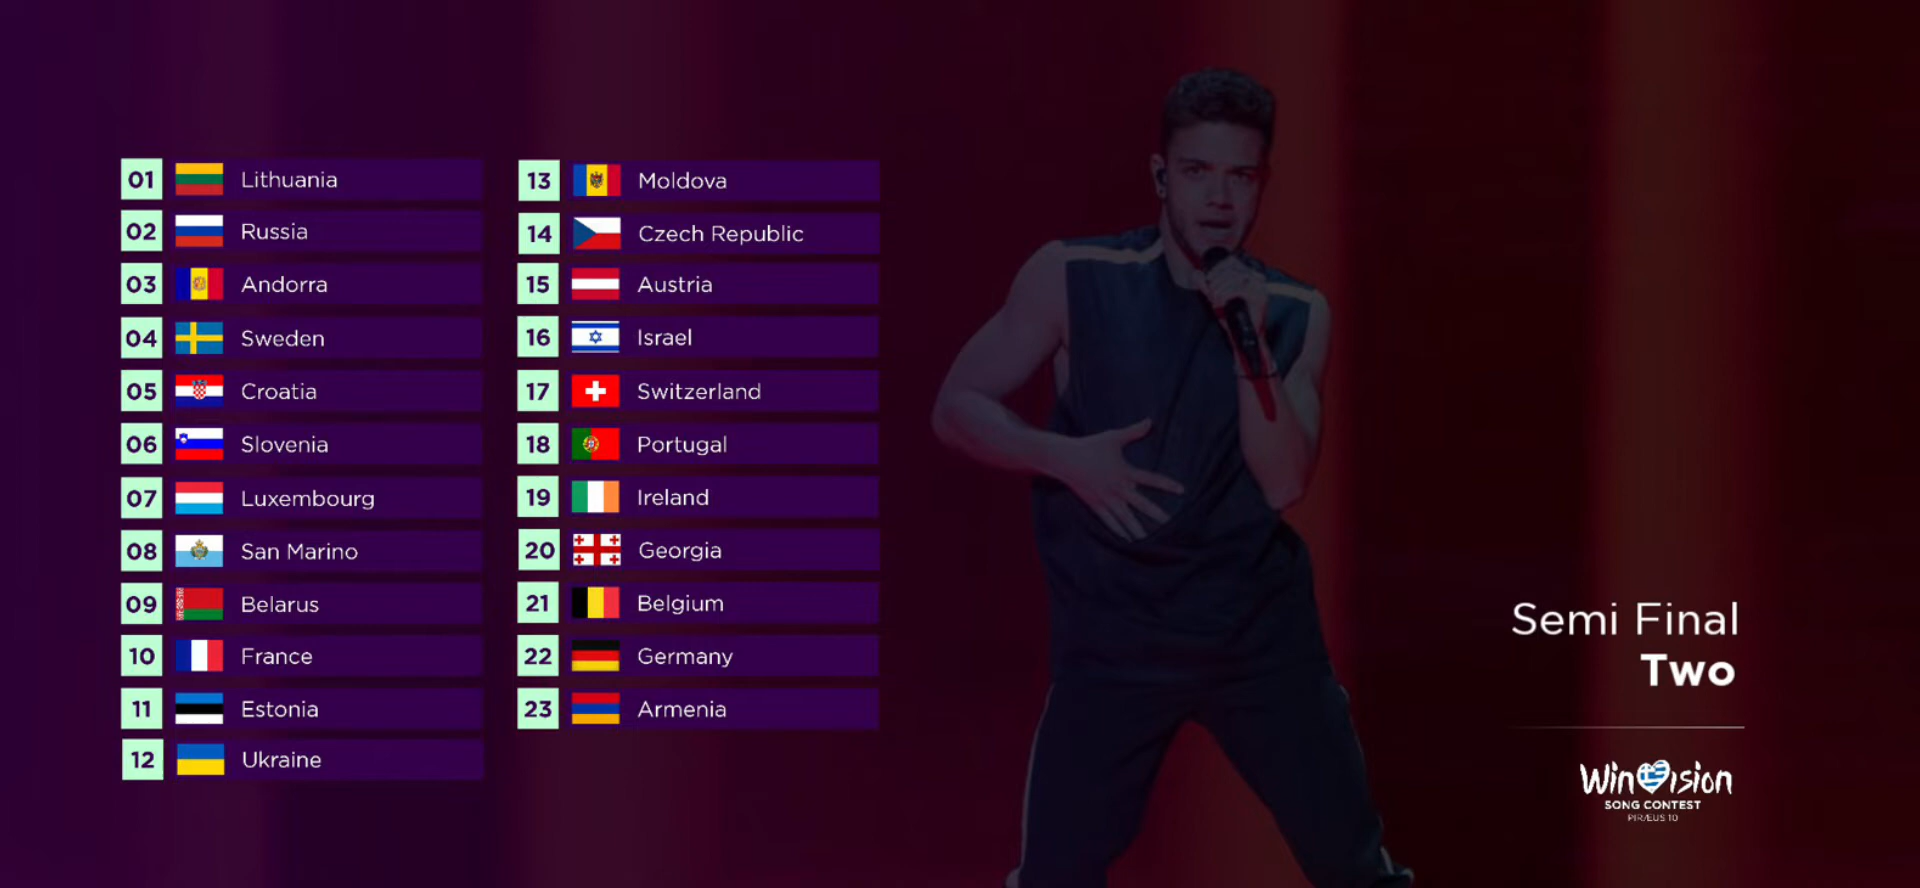 01 Lithuania
02 Russia
03 Andorra
04 Sweden
05 Croatia
06 Slovenia
07 Luxembourg
08 San Marino
09 Belarus
10 France
11 Estonia
12 Ukraine
13 Moldova
14 Czech Republic
15 Austria
16 Israel
17 Switzerland
18 Portugal
19 Ireland
20 Georgia
21 Belgium
22 Germany
23 Armenia
Semi Final
Two
Winvision
SONG CONTEST
PIRÆUS 10